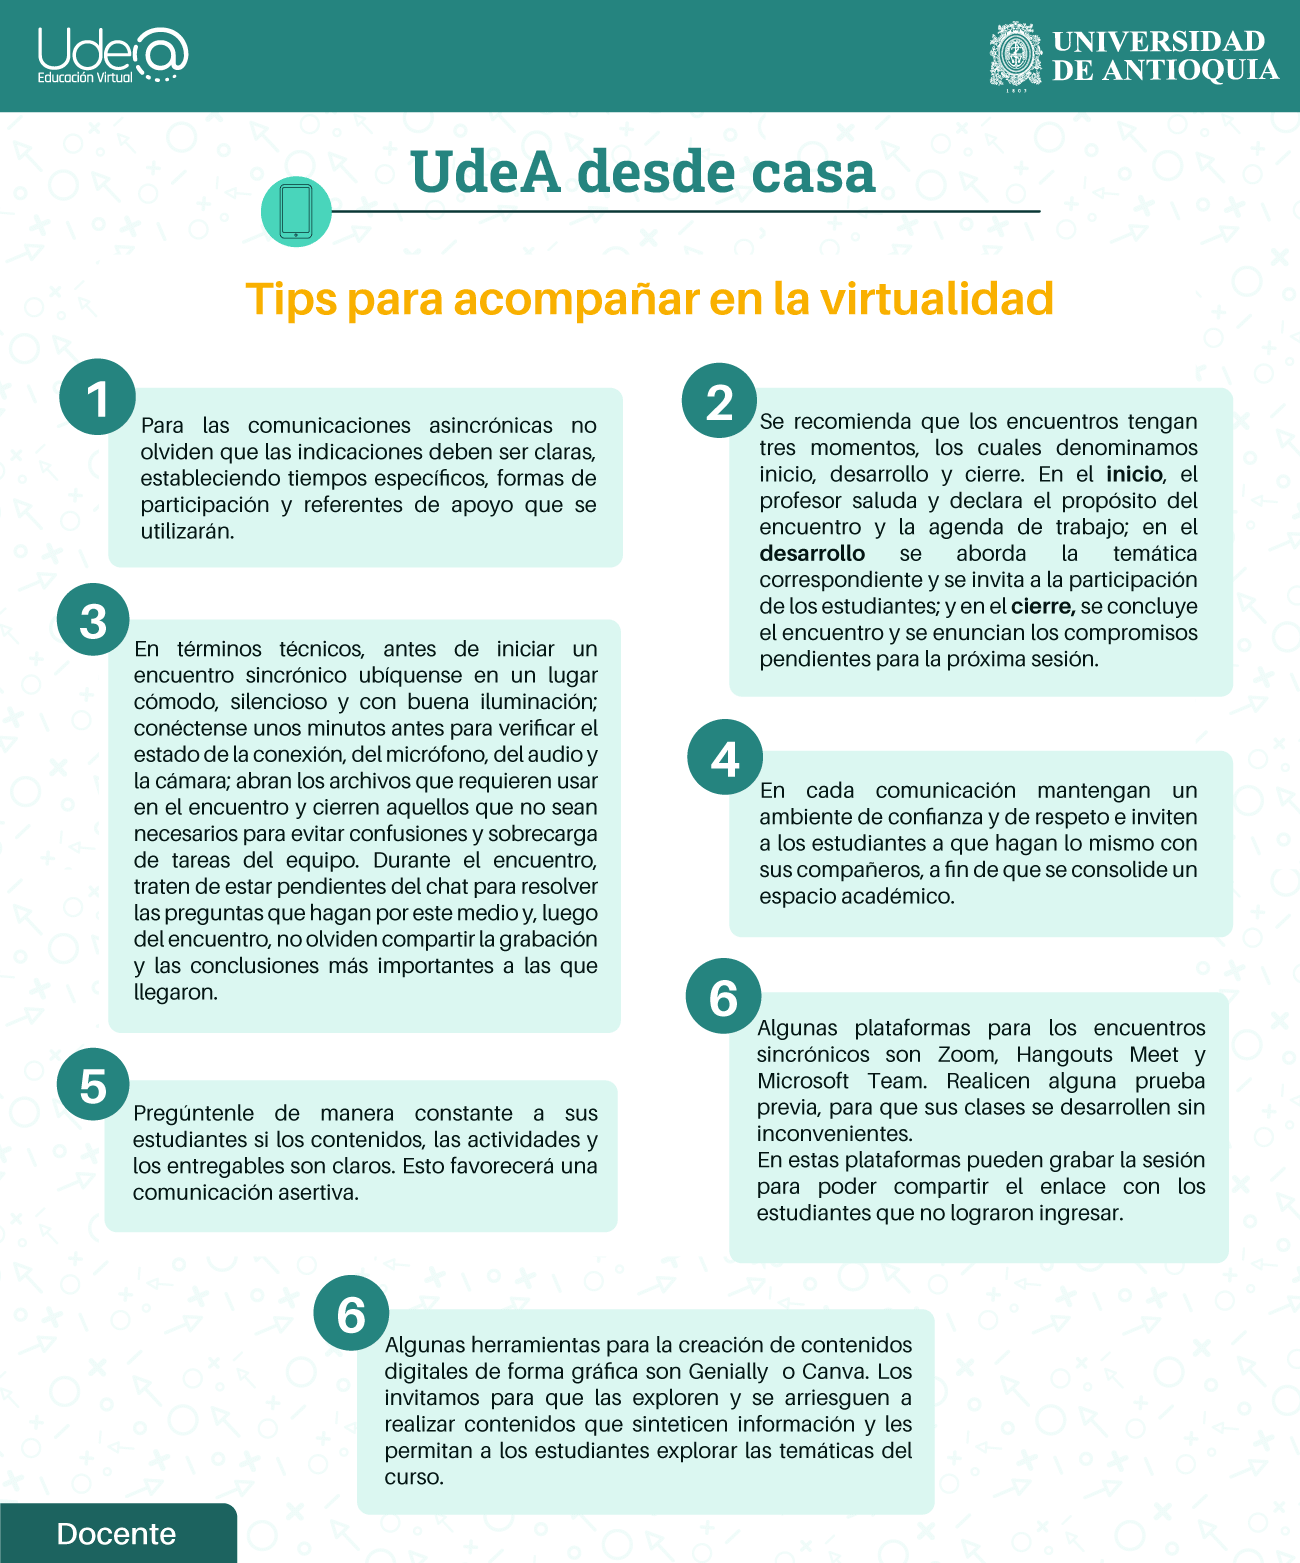 Ude@
Educación Virtual
UNIVERSIDAD
DE ANTIOQUIA
1803
UdeA desde casa
Tips para acompañar en la virtualidad
1
Para las comunicaciones asincrónicas no
olviden que las indicaciones deben ser claras,
estableciendo tiempos específicos, formas de
participación y referentes de apoyo que se
utilizarán.
2
Se recomienda que los encuentros tengan
tres momentos, los cuales denominamos
inicio, desarrollo y cierre. En el inicio, el
profesor saluda y declara el propósito del
encuentro y la agenda de trabajo; en el
desarrollo se aborda la temática
correspondiente y se invita a la participación
de los estudiantes; y en el cierre, se concluye
el encuentro y se enuncian los compromisos
pendientes para la próxima sesión.
3
En términos técnicos, antes de iniciar un
encuentro sincrónico ubíquense en un lugar
cómodo, silencioso y con buena iluminación;
conéctense unos minutos antes para verificar el
estado de la conexión, del micrófono, del audio y
la cámara; abran los archivos que requieren usar
en el encuentro y cierren aquellos que no sean
necesarios para evitar confusiones y sobrecarga
de tareas del equipo. Durante el encuentro,
traten de estar pendientes del chat para resolver
las preguntas que hagan por este medio y, luego
del encuentro, no olviden compartir la grabación
y las conclusiones más importantes a las que
llegaron.
4
En cada comunicación mantengan un
ambiente de confianza y de respeto e inviten
a los estudiantes a que hagan lo mismo con
sus compañeros, a fin de que se consolide un
espacio académico.
5
Pregúntenle de manera constante a sus
estudiantes si los contenidos, las actividades y
los entregables son claros. Esto favorecerá una
comunicación asertiva.
6
Algunas plataformas para los encuentros
sincrónicos son Zoom, Hangouts Meet y
Microsoft Team. Realicen alguna prueba
previa, para que sus clases se desarrollen sin
inconvenientes.
En estas plataformas pueden grabar la sesión
para poder compartir el enlace con los
estudiantes que no lograron ingresar.
6
Algunas herramientas para la creación de contenidos
digitales de forma gráfica son Genially o Canva. Los
invitamos para que las exploren y se arriesguen a
realizar contenidos que sinteticen información y les
permitan a los estudiantes explorar las temáticas del
curso.
Docente